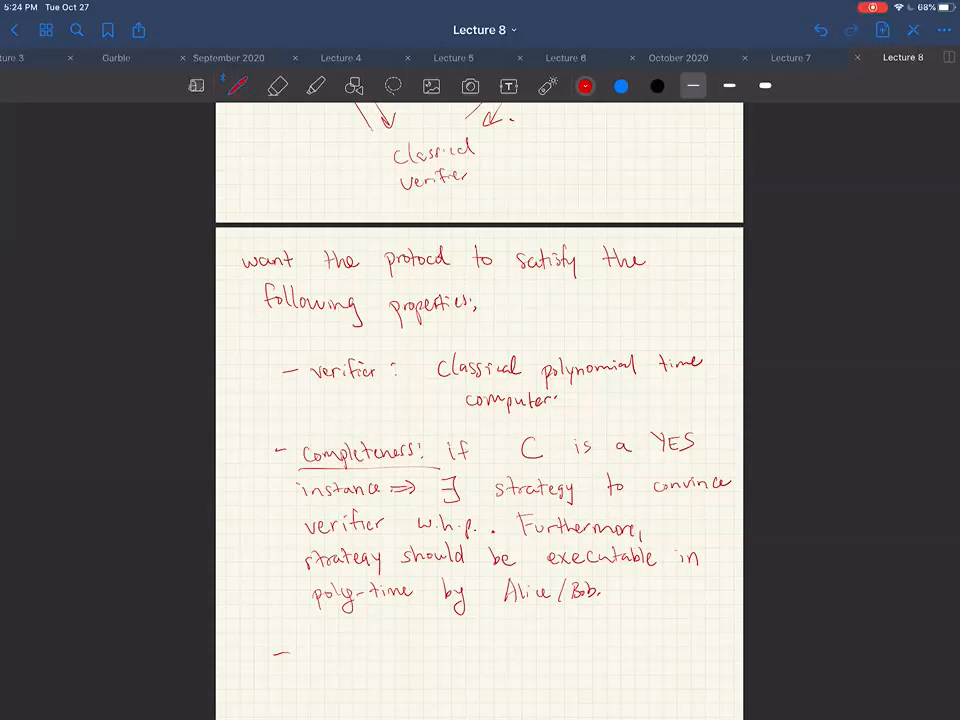 5:24 PM Tue Oct 27
68%
Lecture 8
ure 3
Garble
September 2020
Lecture 4
Lecture 5
Lecture 6
October 2020
Lecture 7
Lecture 8
Classical
verifier
want the protocol to satisfy the
following properties:
- verifier: Classical polynomial time
computer.
- Completeness: if C is a YES
instance => ∃ strategy to convince
verifier w.h.p. Furthermore,
strategy should be executable in
poly-time by Alice/Bob.
-